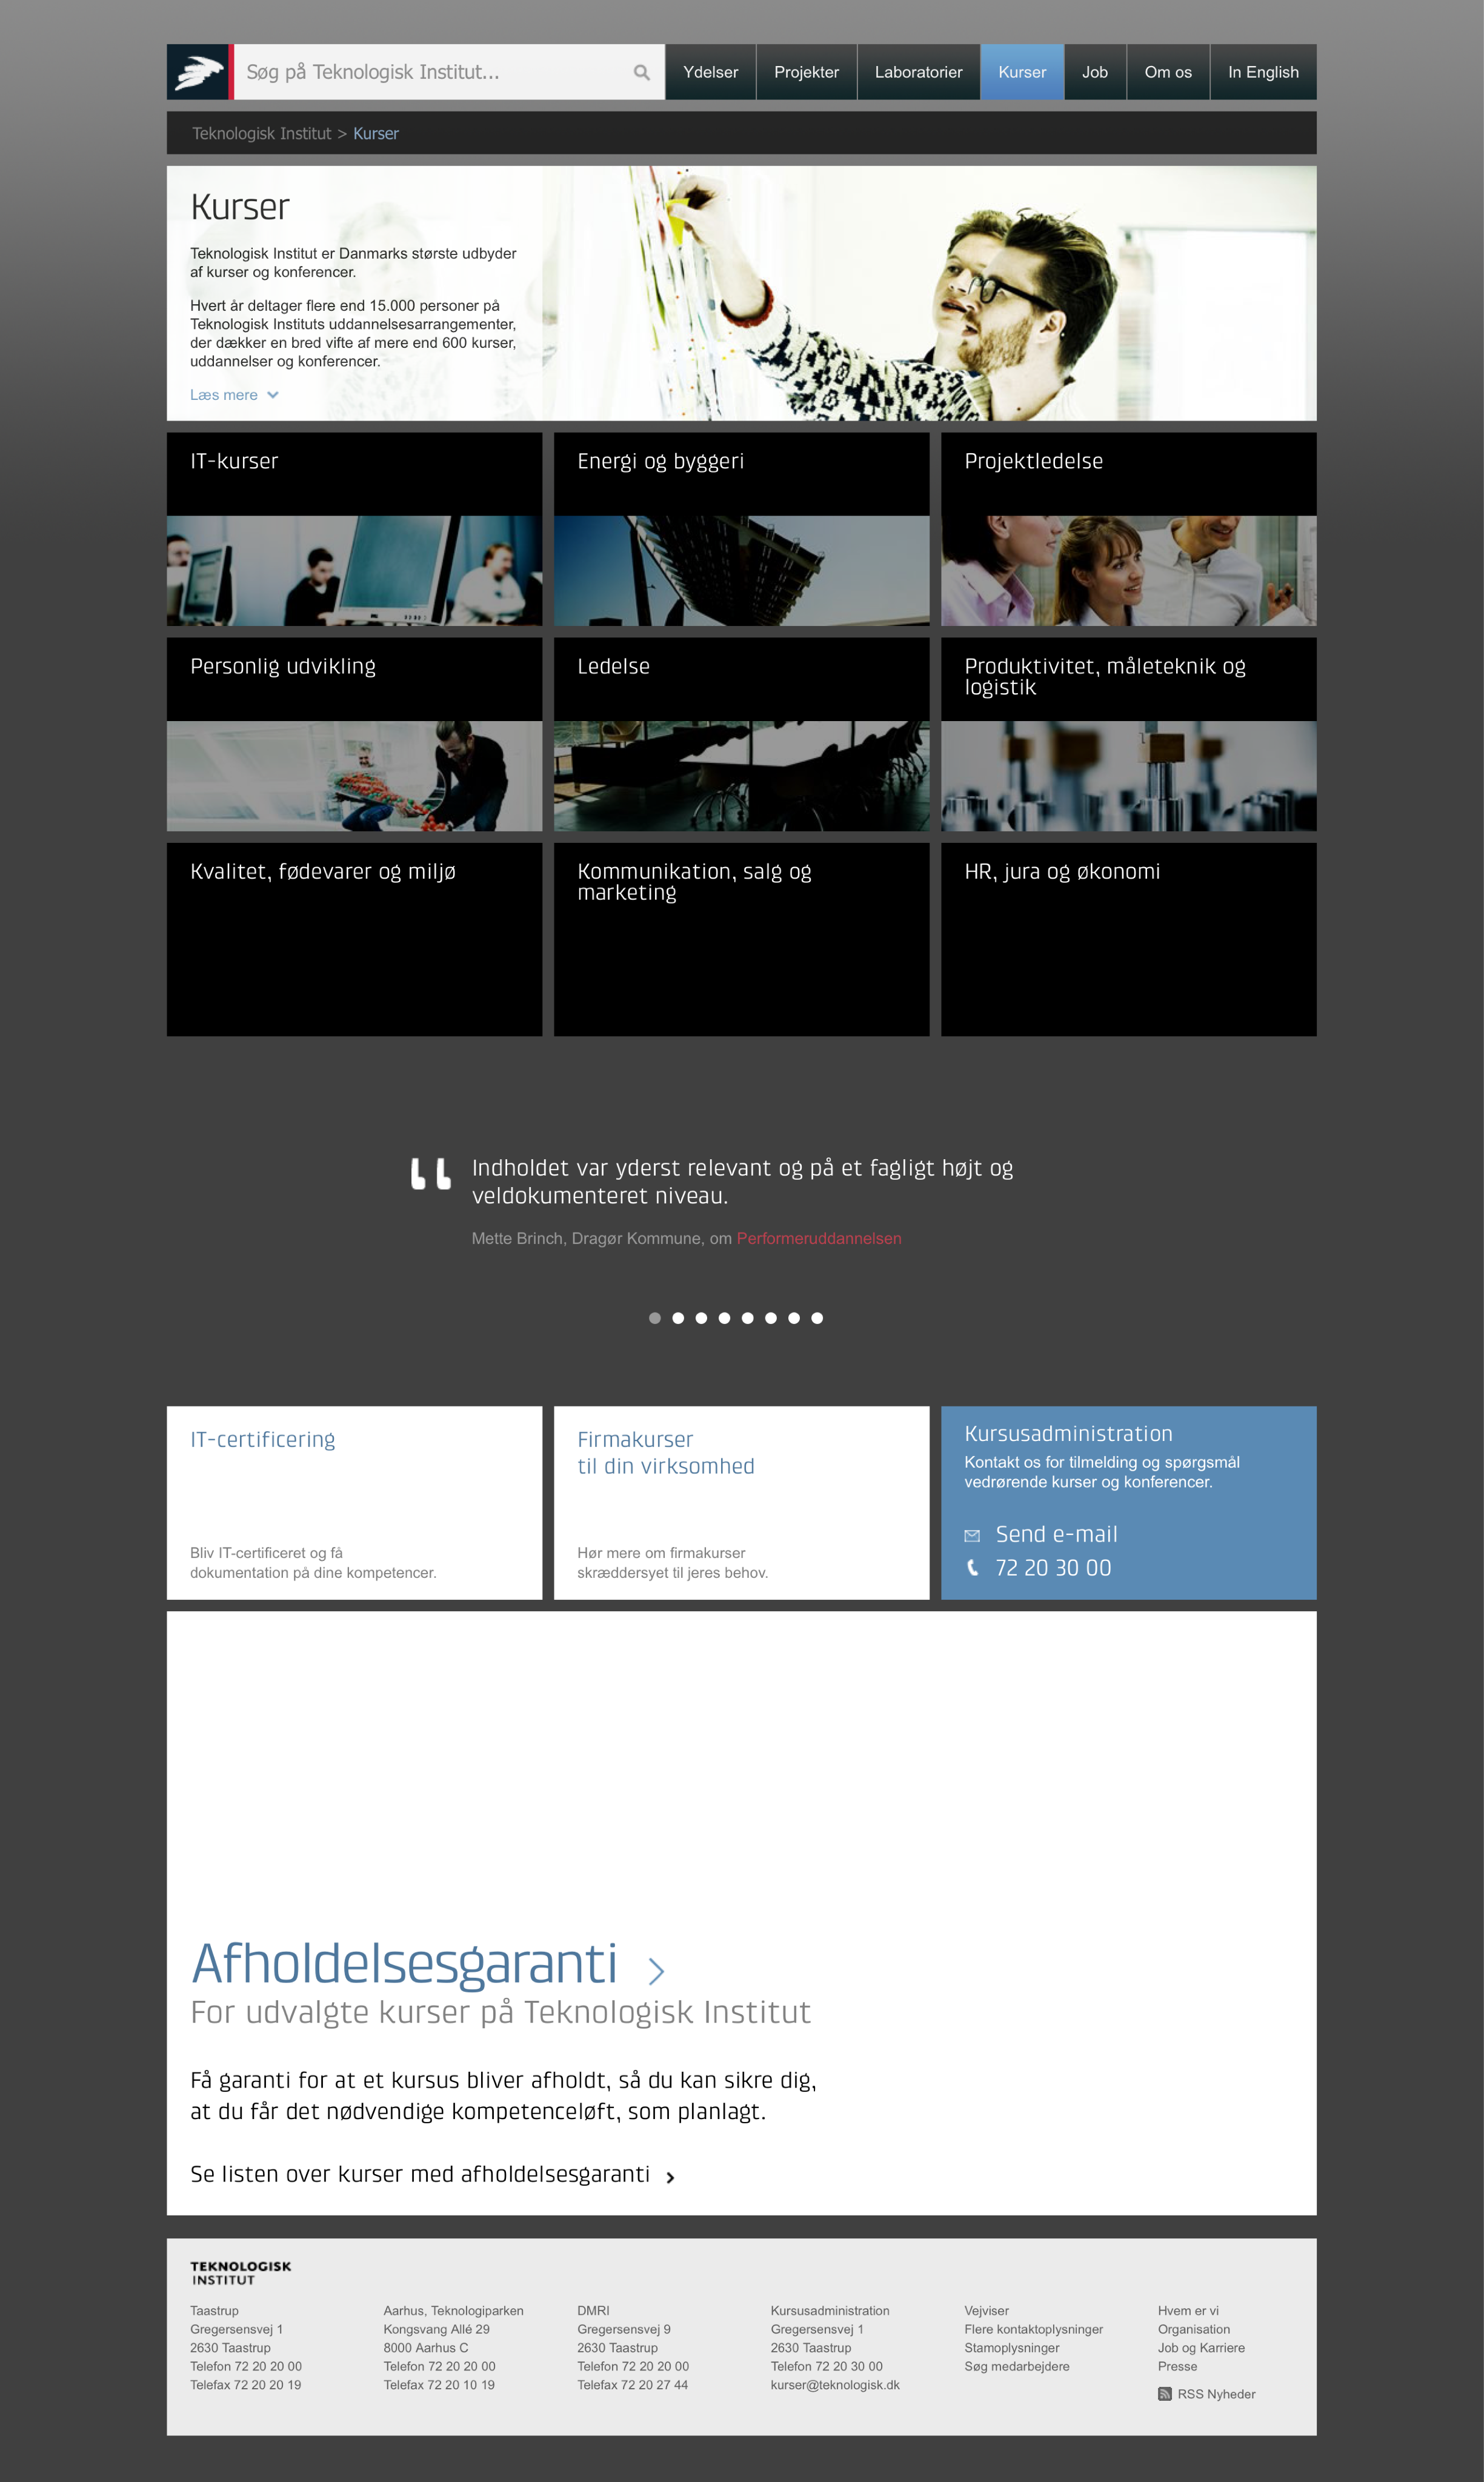 Søg på Teknologisk Institut...
Ydelser
Projekter
Laboratorier
Kurser
Job
Om os
In English
Teknologisk Institut > Kurser
Kurser
Teknologisk Institut er Danmarks største udbyder
af kurser og konferencer.
Hvert år deltager flere end 15.000 personer på
Teknologisk Instituts uddannelsesarrangementer,
der dækker en bred vifte af mere end 600 kurser,
uddannelser og konferencer.
Læs mere
IT-kurser
Energi og byggeri
Projektledelse
Personlig udvikling
Ledelse
Produktivitet, måleteknik og
logistik
Kvalitet, fødevarer og miljø
Kommunikation, salg og
marketing
HR, jura og økonomi
Indholdet var yderst relevant og på et fagligt højt og
veldokumenteret niveau.
Mette Brinch, Dragør Kommune, om Performeruddannelsen
IT-certificering
Bliv IT-certificeret og få
dokumentation på dine kompetencer.
Firmakurser
til din virksomhed
Hør mere om firmakurser
skræddersyet til jeres behov.
Kursusadministration
Kontakt os for tilmelding og spørgsmål
vedrørende kurser og konferencer.
Send e-mail
72 20 30 00
Afholdelsesgaranti
For udvalgte kurser på Teknologisk Institut
Få garanti for at et kursus bliver afholdt, så du kan sikre dig,
at du får det nødvendige kompetenceløft, som planlagt.
Se listen over kurser med afholdelsesgaranti
TEKNOLOGISK
INSTITUT
Taastrup
Gregersensvej 1
2630 Taastrup
Telefon 72 20 20 00
Telefax 72 20 20 19
Aarhus, Teknologiparken
Kongsvang Allé 29
8000 Aarhus C
Telefon 72 20 20 00
Telefax 72 20 10 19
DMRI
Gregersensvej 9
2630 Taastrup
Telefon 72 20 20 00
Telefax 72 20 27 44
Kursusadministration
Gregersensvej 1
2630 Taastrup
Telefon 72 20 30 00
kurser@teknologisk.dk
Vejviser
Flere kontaktoplysninger
Stamoplysninger
Søg medarbejdere
Hvem er vi
Organisation
Job og Karriere
Presse
RSS Nyheder